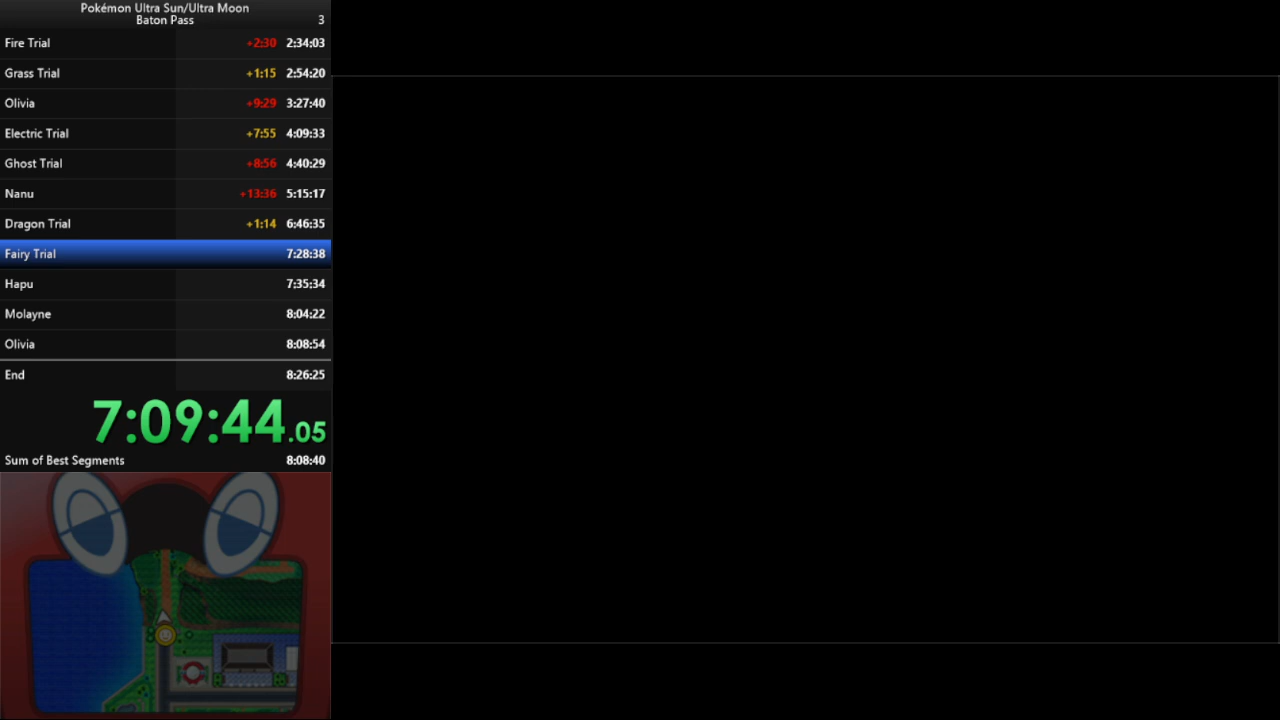 Pokémon Ultra Sun/Ultra Moon
Baton Pass 3
Fire Trial +2:30 2:34:03
Grass Trial +1:15 2:54:20
Olivia +9:29 3:27:40
Electric Trial +7:55 4:09:33
Ghost Trial +8:56 4:40:29
Nanu +13:36 5:15:17
Dragon Trial +1:14 6:46:35
Fairy Trial 7:28:38
Hapu 7:35:34
Molayne 8:04:22
Olivia 8:08:54
End 8:26:25
7:09:44.05
Sum of Best Segments 8:08:40